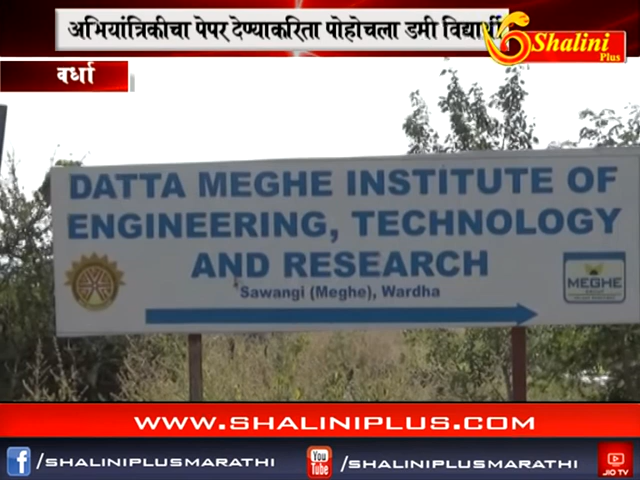 अभियांत्रिकीचा पेपर देण्याकरिता पोहोचला डमी विद्यार्थी
Shalini
Plus
वर्धा
DATTA MEGHE INSTITUTE OF
ENGINEERING, TECHNOLOGY
AND RESEARCH
Sawangi (Meghe), Wardha
MEGHE
WWW.SHALINIPLUS.COM
/SHALINIPLUSMARATHI
You
Tube
/SHALINIPLUSMARATHI
JIO TV